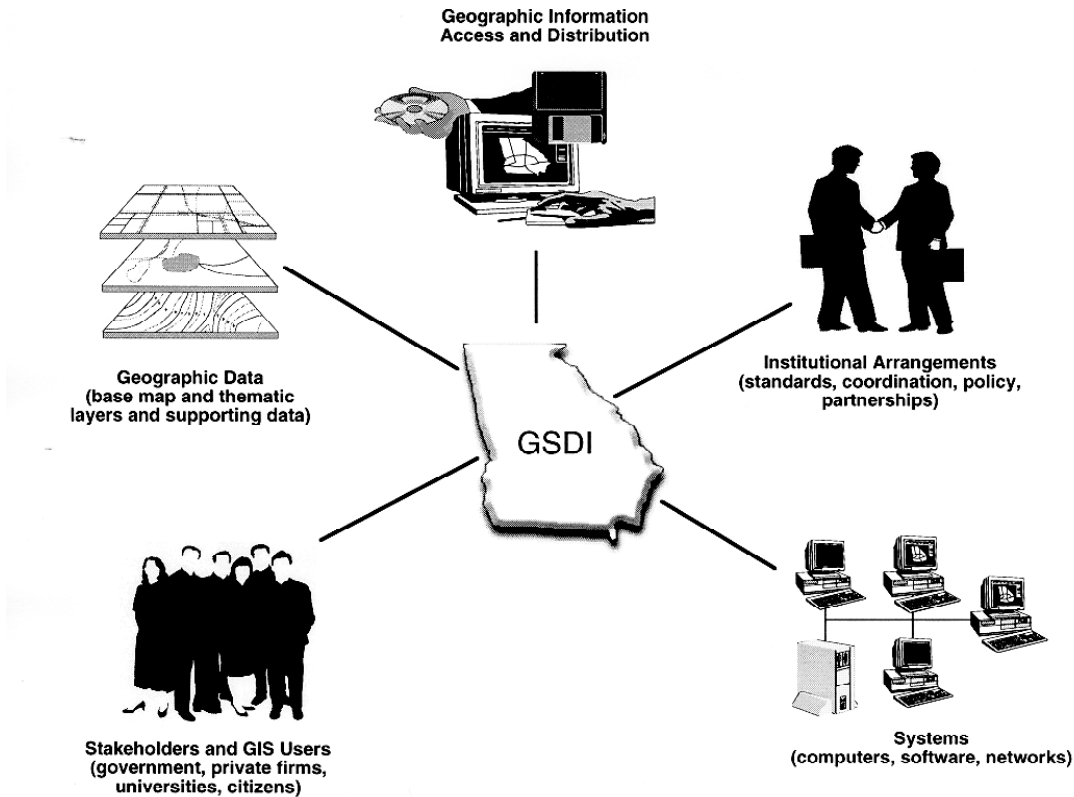 Geographic Information
Access and Distribution
Geographic Data
(base map and thematic
layers and supporting data)
Institutional Arrangements
(standards, coordination, policy,
partnerships)
GSDI
Stakeholders and GIS Users
(government, private firms,
universities, citizens)
Systems
(computers, software, networks)